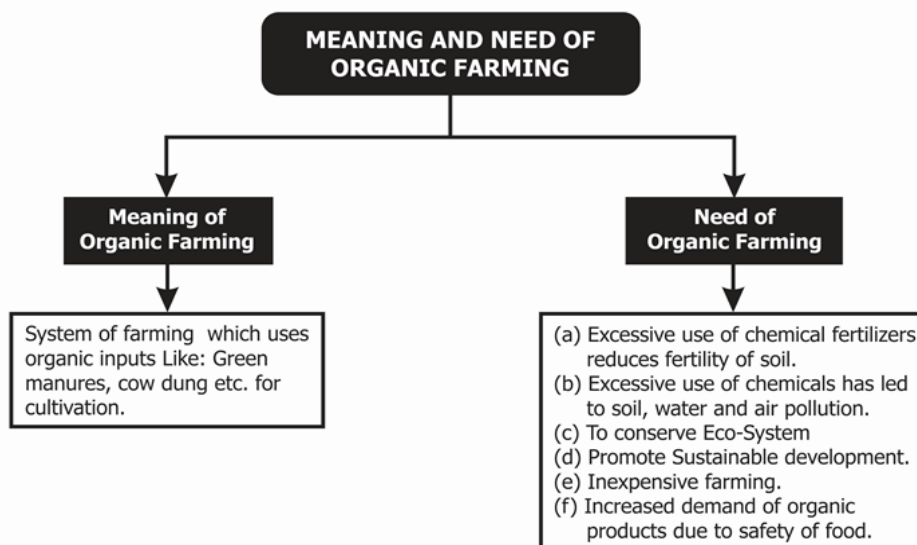 MEANING AND NEED OF
ORGANIC FARMING
Meaning of
Organic Farming
System of farming which uses
organic inputs Like: Green
manures, cow dung etc. for
cultivation.
Need of
Organic Farming
(a) Excessive use of chemical fertilizers
reduces fertility of soil.
(b) Excessive use of chemicals has led
to soil, water and air pollution.
(c) To conserve Eco-System
(d) Promote Sustainable development.
(e) Inexpensive farming.
(f) Increased demand of organic
products due to safety of food.